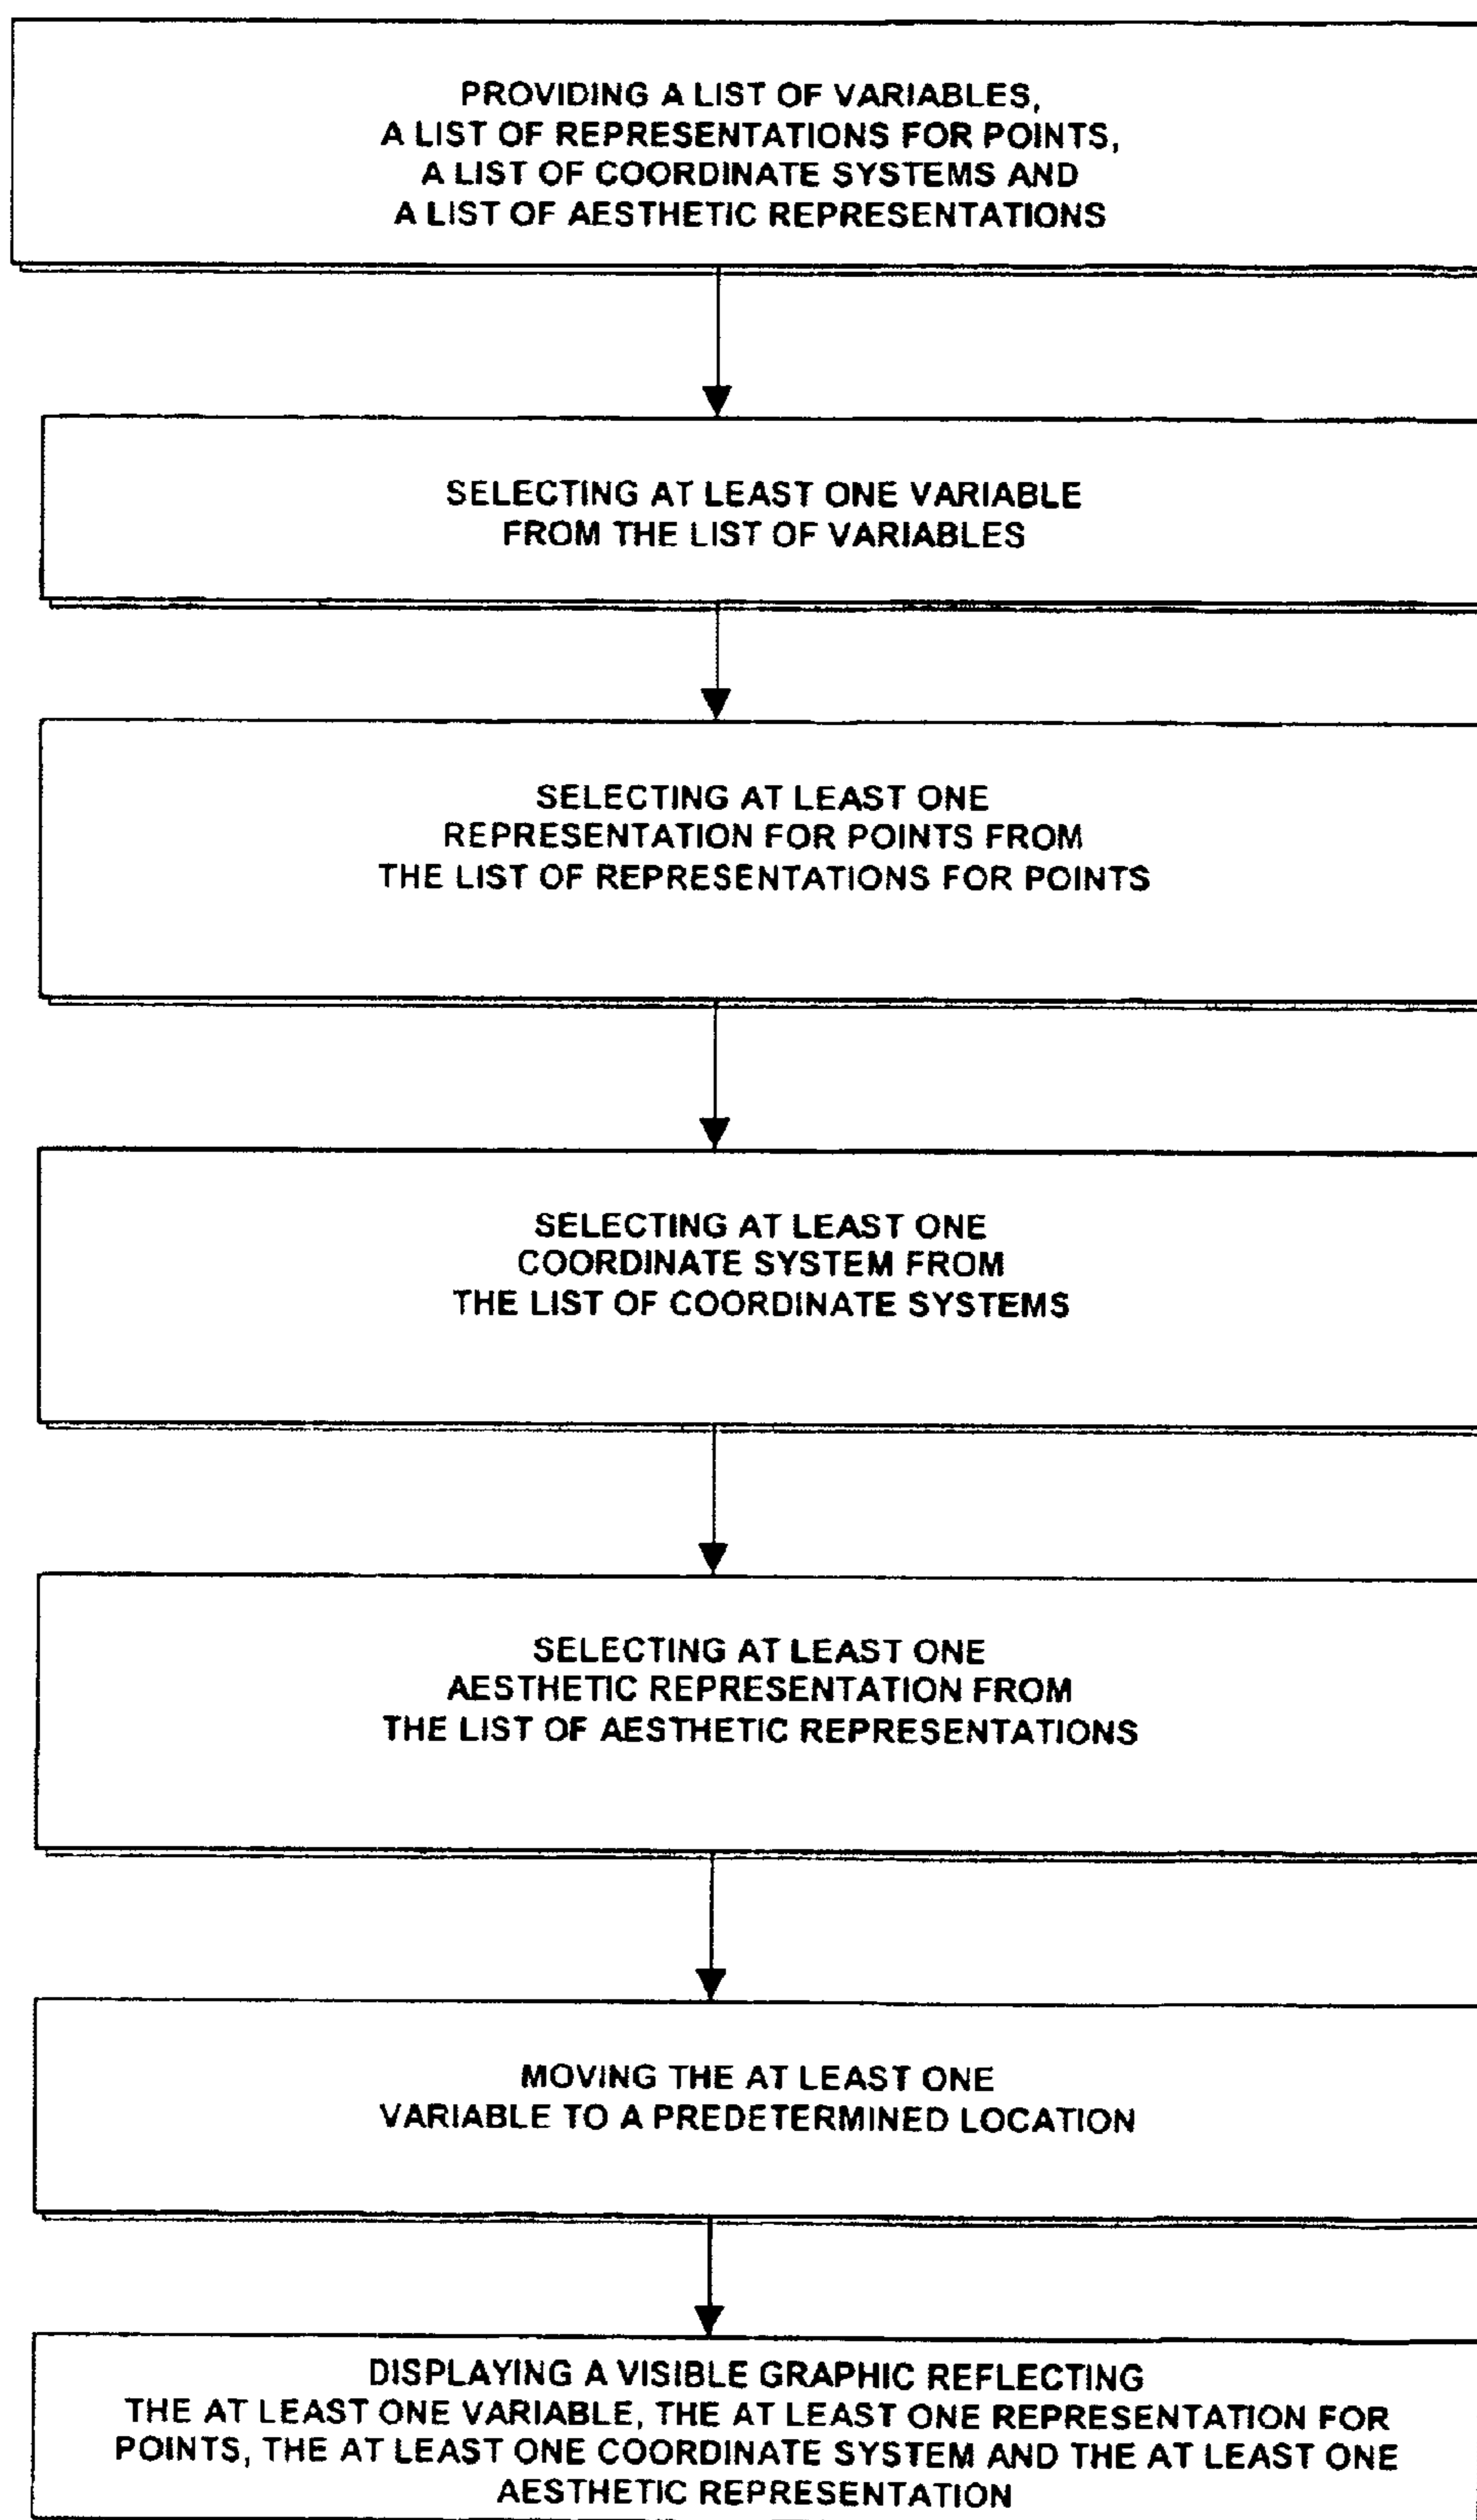 PROVIDING A LIST OF VARIABLES,
A LIST OF REPRESENTATIONS FOR POINTS,
A LIST OF COORDINATE SYSTEMS AND
A LIST OF AESTHETIC REPRESENTATIONS
SELECTING AT LEAST ONE VARIABLE
FROM THE LIST OF VARIABLES
SELECTING AT LEAST ONE
REPRESENTATION FOR POINTS FROM
THE LIST OF REPRESENTATIONS FOR POINTS
SELECTING AT LEAST ONE
COORDINATE SYSTEM FROM
THE LIST OF COORDINATE SYSTEMS
SELECTING AT LEAST ONE
AESTHETIC REPRESENTATION FROM
THE LIST OF AESTHETIC REPRESENTATIONS
MOVING THE AT LEAST ONE
VARIABLE TO A PREDETERMINED LOCATION
DISPLAYING A VISIBLE GRAPHIC REFLECTING
THE AT LEAST ONE VARIABLE, THE AT LEAST ONE REPRESENTATION FOR
POINTS, THE AT LEAST ONE COORDINATE SYSTEM AND THE AT LEAST ONE
AESTHETIC REPRESENTATION